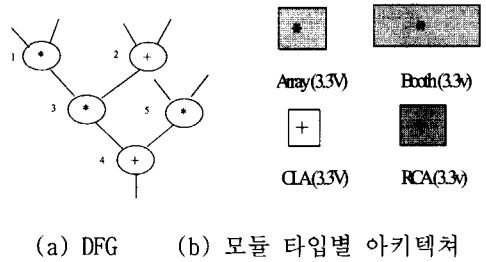 1 * 2 +
3 * 5 *
4 +
* *
Array(3.3V) Booth(3.3v)
+
CLA(3.3V) RCA(3.3v)
(a) DFG (b) 모듈 타입별 아키텍쳐